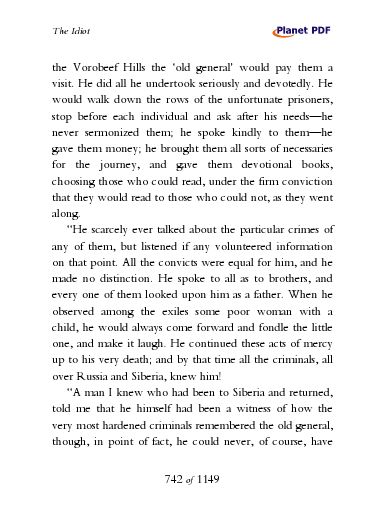 The Idiot
Planet PDF
the Vorobeef Hills the 'old general' would pay them a
visit. He did all he undertook seriously and devotedly. He
would walk down the rows of the unfortunate prisoners,
stop before each individual and ask after his needs—he
never sermonized them; he spoke kindly to them—he
gave them money; he brought them all sorts of necessaries
for the journey, and gave them devotional books,
choosing those who could read, under the firm conviction
that they would read to those who could not, as they went
along.
"He scarcely ever talked about the particular crimes of
any of them, but listened if any volunteered information
on that point. All the convicts were equal for him, and he
made no distinction. He spoke to all as to brothers, and
every one of them looked upon him as a father. When he
observed among the exiles some poor woman with a
child, he would always come forward and fondle the little
one, and make it laugh. He continued these acts of mercy
up to his very death; and by that time all the criminals, all
over Russia and Siberia, knew him!
"A man I knew who had been to Siberia and returned,
told me that he himself had been a witness of how the
very most hardened criminals remembered the old general,
though, in point of fact, he could never, of course, have
742 of 1149